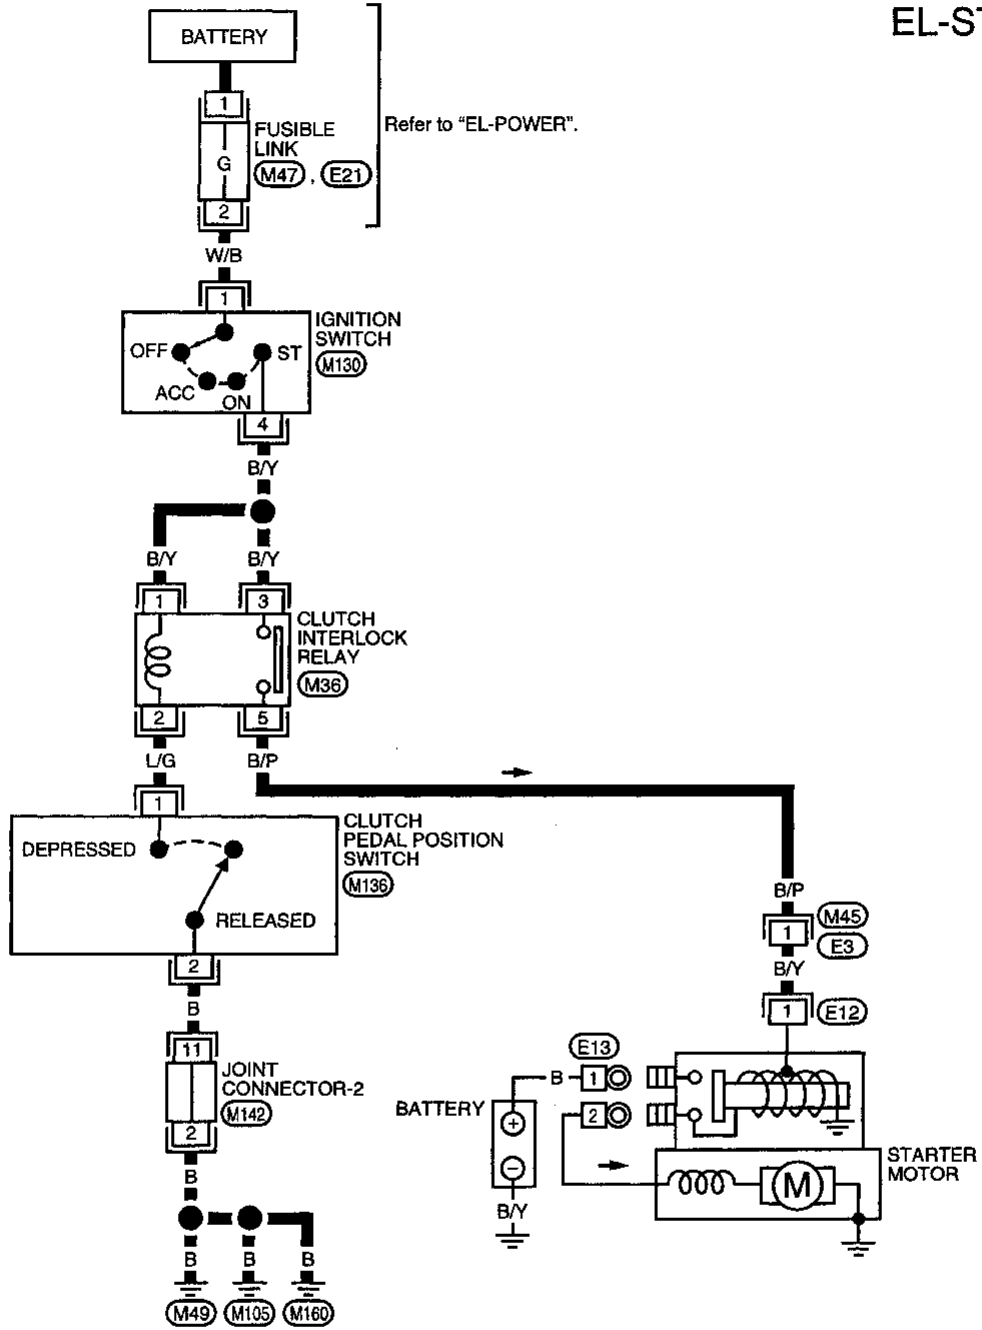 EL-ST
BATTERY
1
Refer to "EL-POWER".
FUSIBLE
LINK
G
M47 , E21
2
W/B
1
IGNITION
SWITCH
M130
OFF
ST
ACC
ON
4
B/Y
B/Y
B/Y
1
3
CLUTCH
INTERLOCK
RELAY
M36
2
5
L/G
B/P
1
CLUTCH
PEDAL POSITION
SWITCH
M136
DEPRESSED
RELEASED
2
B
B/P
M45
1
E3
B/Y
1
E12
11
JOINT
CONNECTOR-2
M142
2
E13
B
1
BATTERY
2
+
−
B/Y
STARTER
MOTOR
M
B
B
B
B
M49
M105
M160